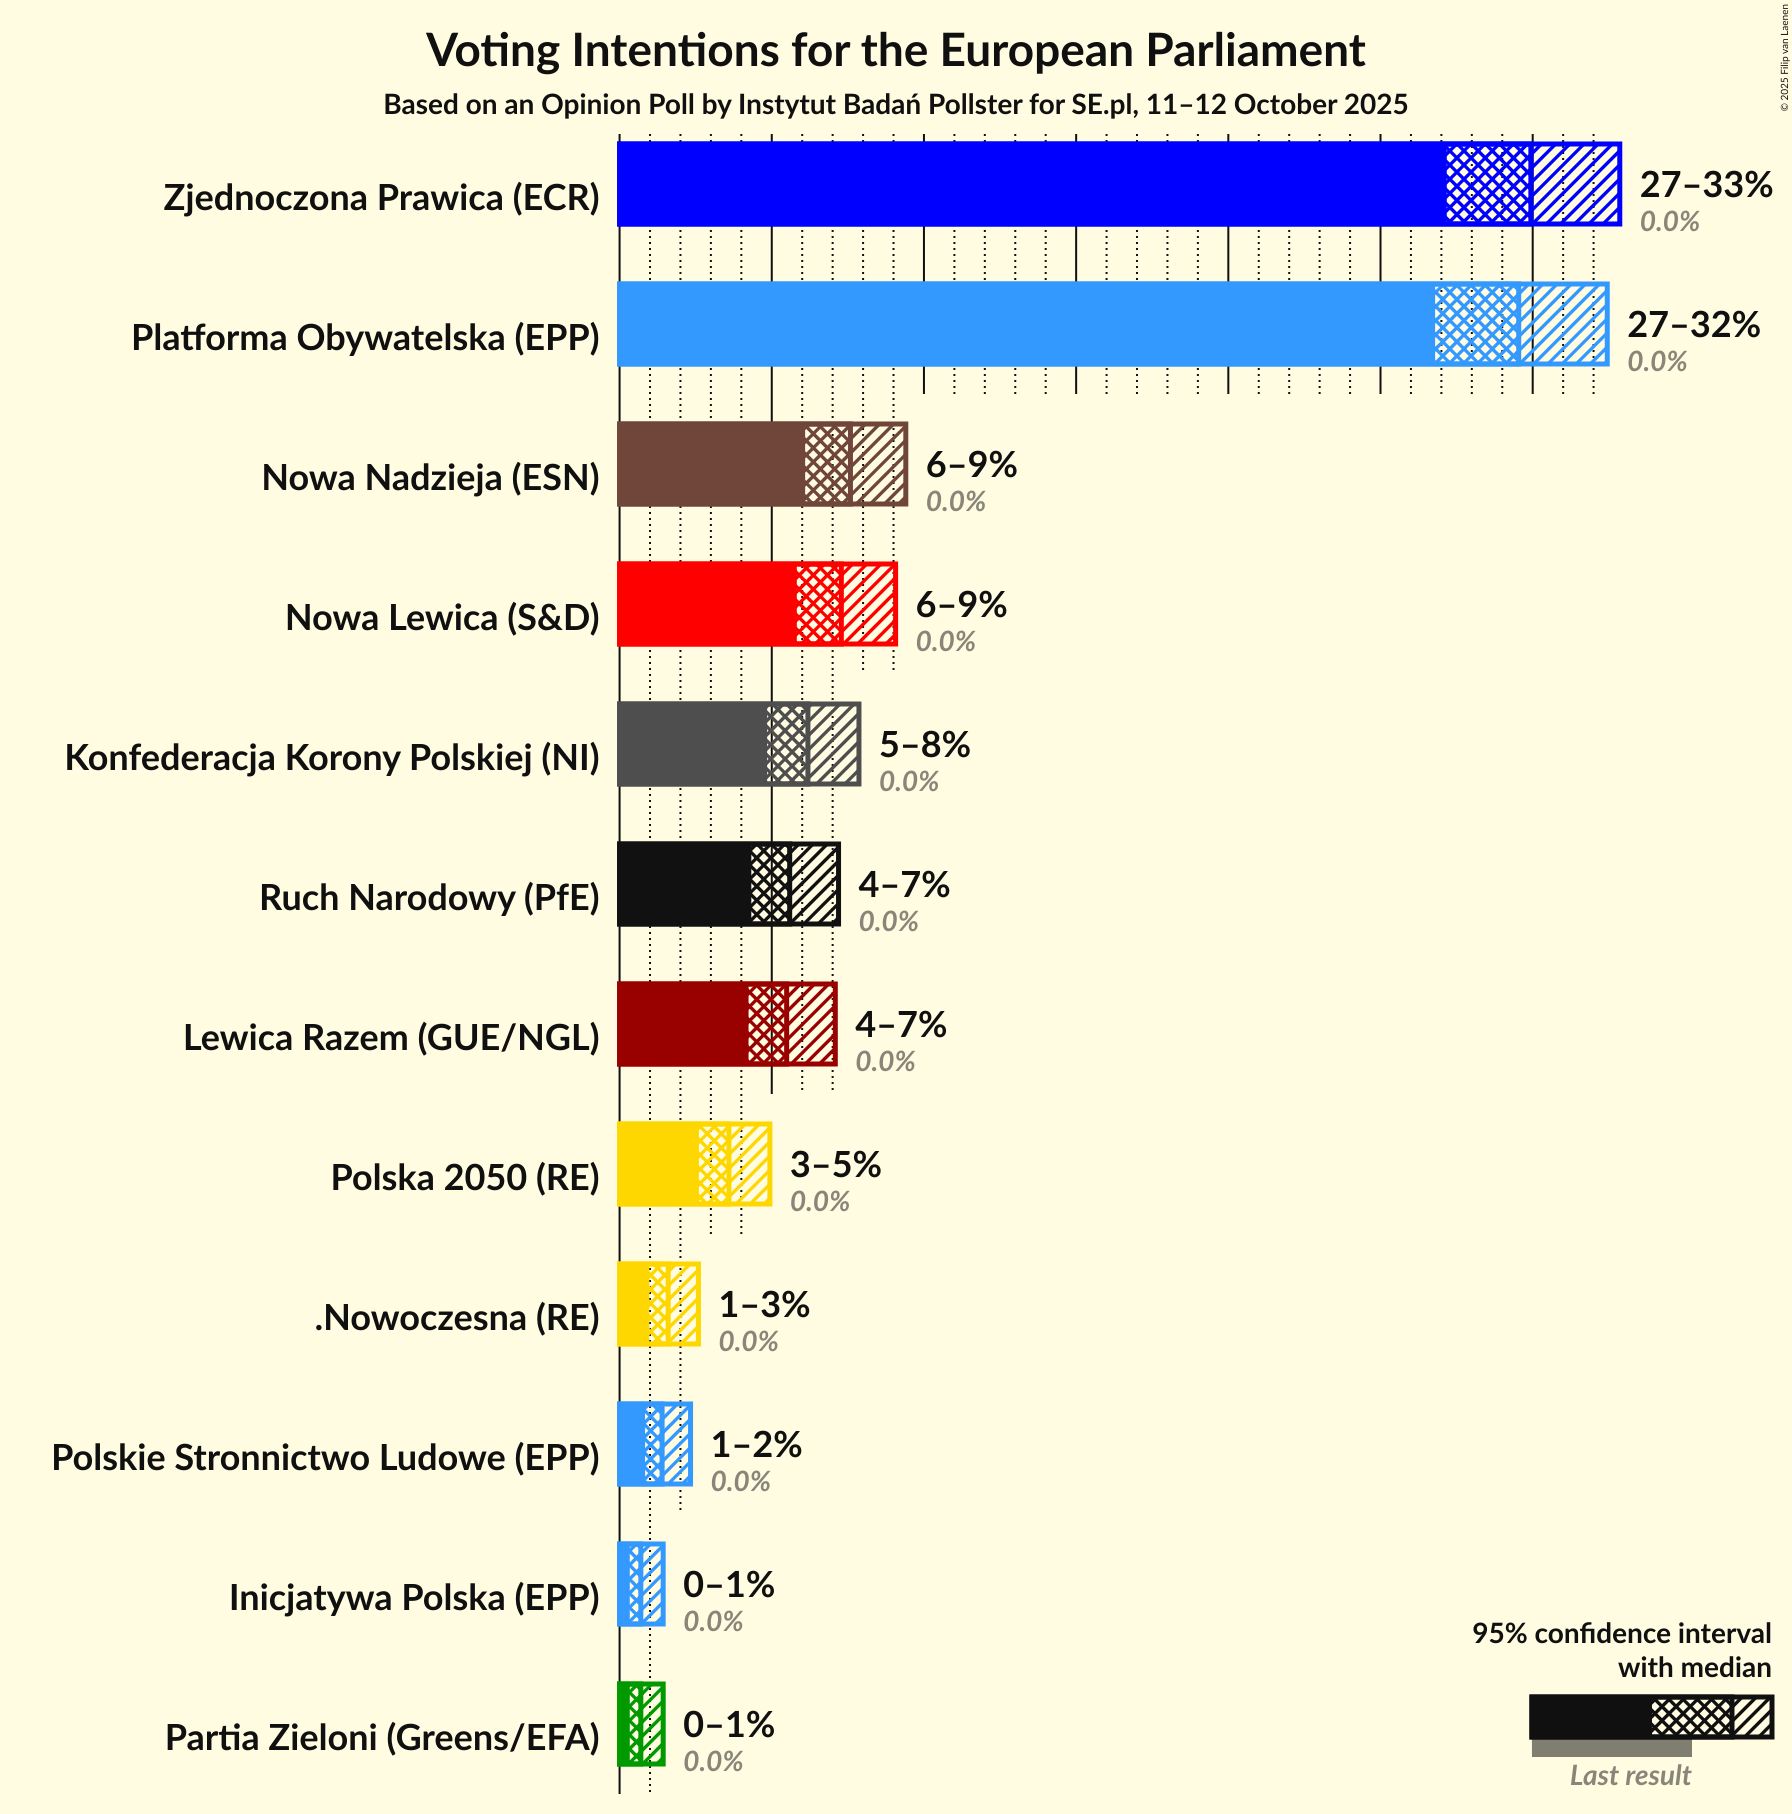 Voting Intentions for the European Parliament
Based on an Opinion Poll by Instytut Badań Pollster for SE.pl, 11–12 October 2025
© 2025 Filip van Laenen
Zjednoczona Prawica (ECR)
27–33%
0.0%
Platforma Obywatelska (EPP)
27–32%
0.0%
Nowa Nadzieja (ESN)
6–9%
0.0%
Nowa Lewica (S&D)
6–9%
0.0%
Konfederacja Korony Polskiej (NI)
5–8%
0.0%
Ruch Narodowy (PfE)
4–7%
0.0%
Lewica Razem (GUE/NGL)
4–7%
0.0%
Polska 2050 (RE)
3–5%
0.0%
.Nowoczesna (RE)
1–3%
0.0%
Polskie Stronnictwo Ludowe (EPP)
1–2%
0.0%
Inicjatywa Polska (EPP)
0–1%
0.0%
Partia Zieloni (Greens/EFA)
0–1%
0.0%
95% confidence interval
with median
Last result